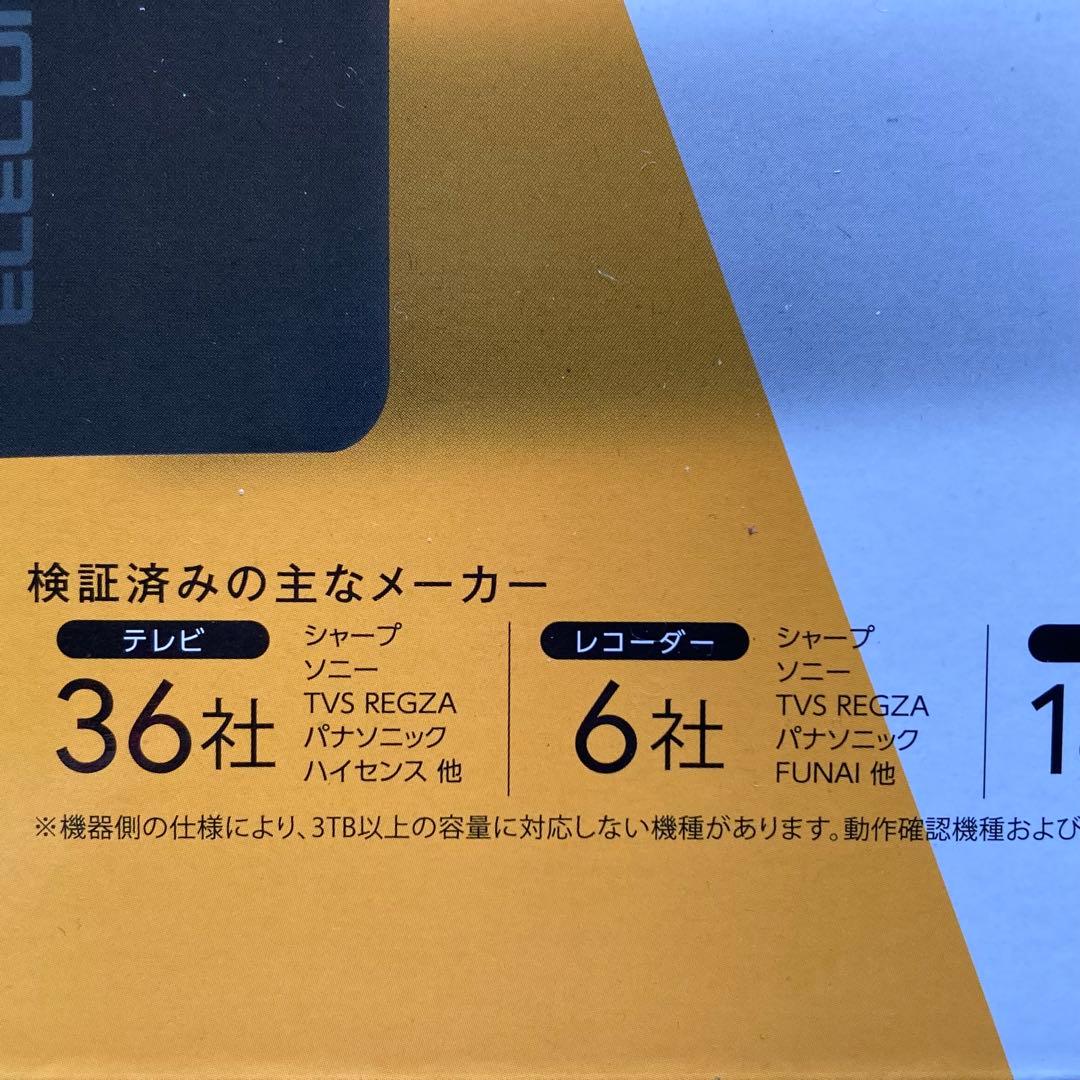 ELECOM
検証済みの主なメーカー
テレビ
36社
シャープ
ソニー
TVS REGZA
パナソニック
ハイセンス 他
レコーダー
6社
シャープ
ソニー
TVS REGZA
パナソニック
FUNAI 他
1
※機器側の仕様により、3TB以上の容量に対応しない機種があります。動作確認機種および